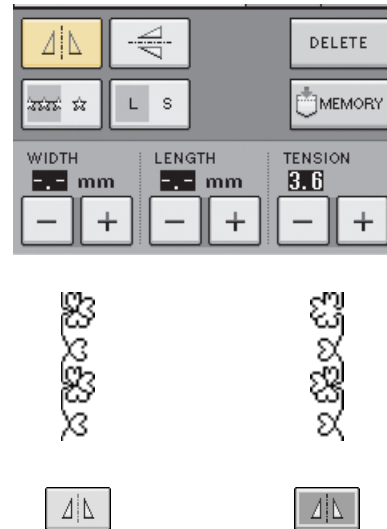 DELETE
L S
MEMORY
WIDTH LENGTH TENSION
-.- mm -.- mm 3.6
− + − + − +